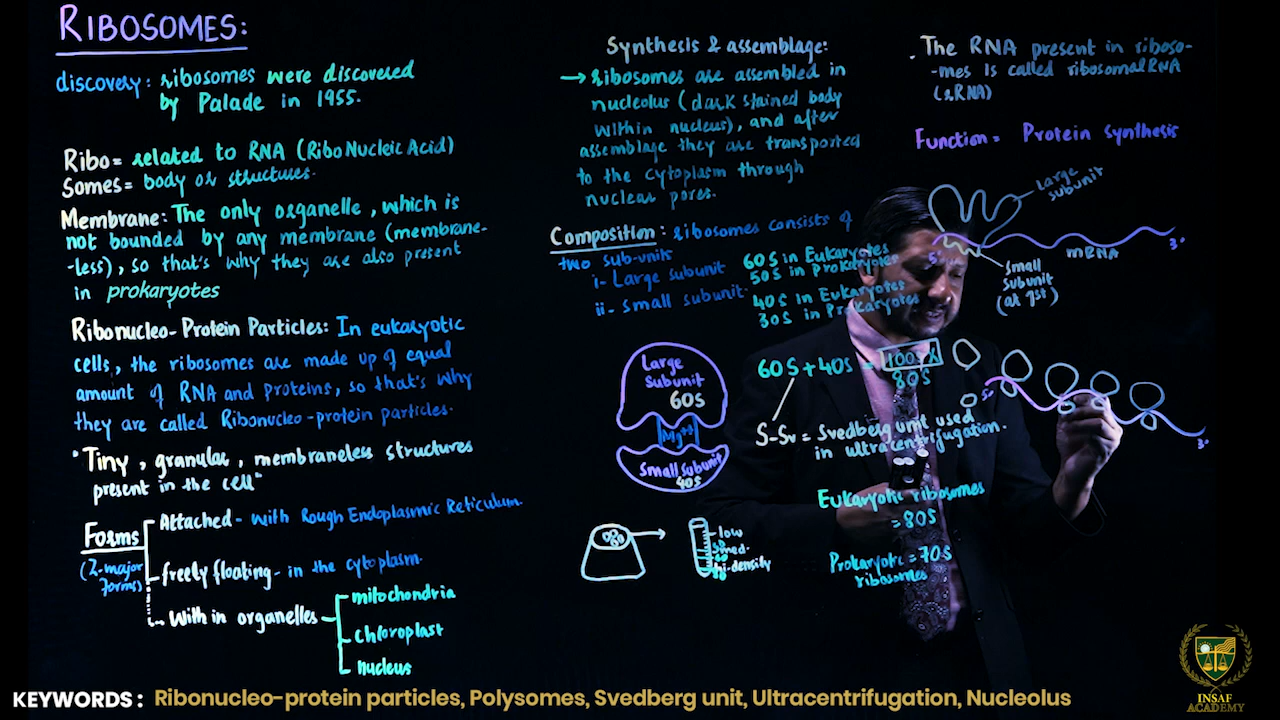 RIBOSOMES:
discovery: ribosomes were discovered
by Palade in 1955.
Ribo= related to RNA (Ribo Nucleic Acid)
Somes= body or structures.
Membrane: The only organelle, which is
not bounded by any membrane (membrane-
-less), so that's why they are also present
in prokaryotes
Ribonucleo-Protein Particles: In eukaryotic
cells, the ribosomes are made up of equal
amount of RNA and proteins, so that's why
they are called Ribonucleo-protein particles.
"Tiny, granular, membraneless structures
present in the cell"
Forms
(2-major
forms)
Attached - with Rough Endoplasmic Reticulum.
freely floating - in the cytoplasm.
With in organelles
mitochondria
chloroplast
nucleus
Synthesis & assemblage:
→ ribosomes are assembled in
nucleolus (dark stained body
within nucleus), and after
assemblage they are transported
to the cytoplasm through
nuclear pores.
Composition: ribosomes consists of
two sub-units
i- Large subunit
60S in Eukaryotes
50S in Prokaryotes
ii- Small subunit.
40S in Eukaryotes
30S in Prokaryotes
Large
Subunit
60S
Mg++
Small subunit
40S
60S + 40S = 100S X
80S
S-Sv = Svedberg unit used
in ultracentrifugation.
low
med-
hi-density
Eukaryotic ribosomes
= 80S
Prokaryotic = 70S
ribosomes
. The RNA present in riboso-
-mes is called ribosomal RNA
(rRNA)
Function = Protein synthesis
Large
subunit
5'
mRNA
3'
Small
subunit
(at 1st)
5'
3'
KEYWORDS : Ribonucleo-protein particles, Polysomes, Svedberg unit, Ultracentrifugation, Nucleolus
INSAF
ACADEMY